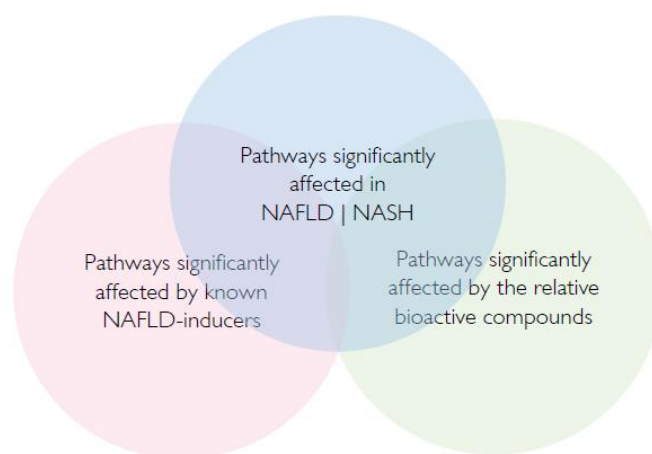 Pathways significantly
affected in
NAFLD | NASH
Pathways significantly
affected by known
NAFLD-inducers
Pathways significantly
affected by the relative
bioactive compounds